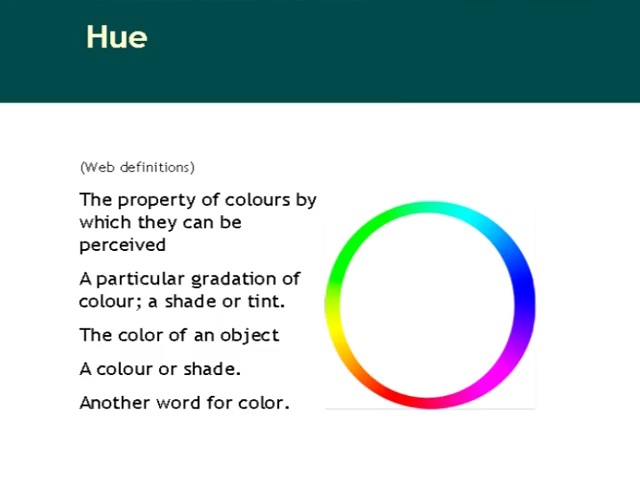 Hue
(Web definitions)
The property of colours by
which they can be
perceived
A particular gradation of
colour; a shade or tint.
The color of an object
A colour or shade.
Another word for color.